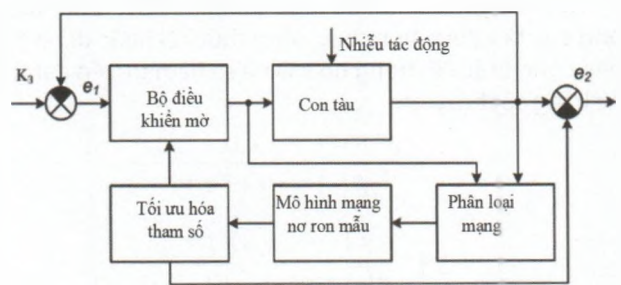 Nhiễu tác động
K₃
e₁
e₂
Bộ điều
khiển mờ
Con tàu
Tối ưu hóa
tham số
Mô hình mạng
nơ ron mẫu
Phân loại
mạng